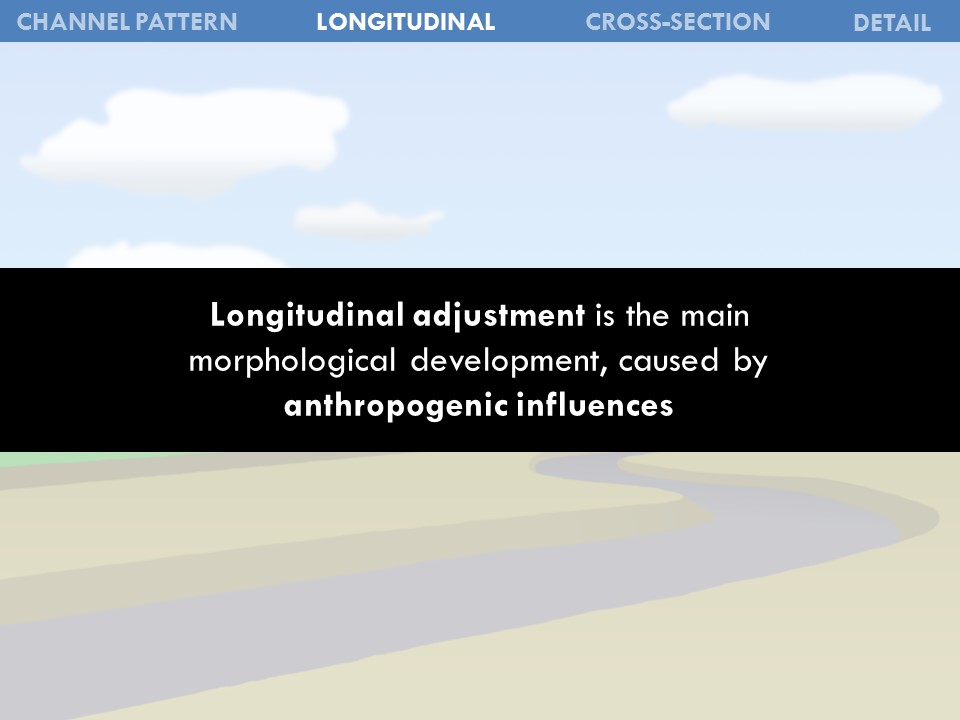 CHANNEL PATTERN LONGITUDINAL CROSS-SECTION DETAIL
Longitudinal adjustment is the main
morphological development, caused by
anthropogenic influences